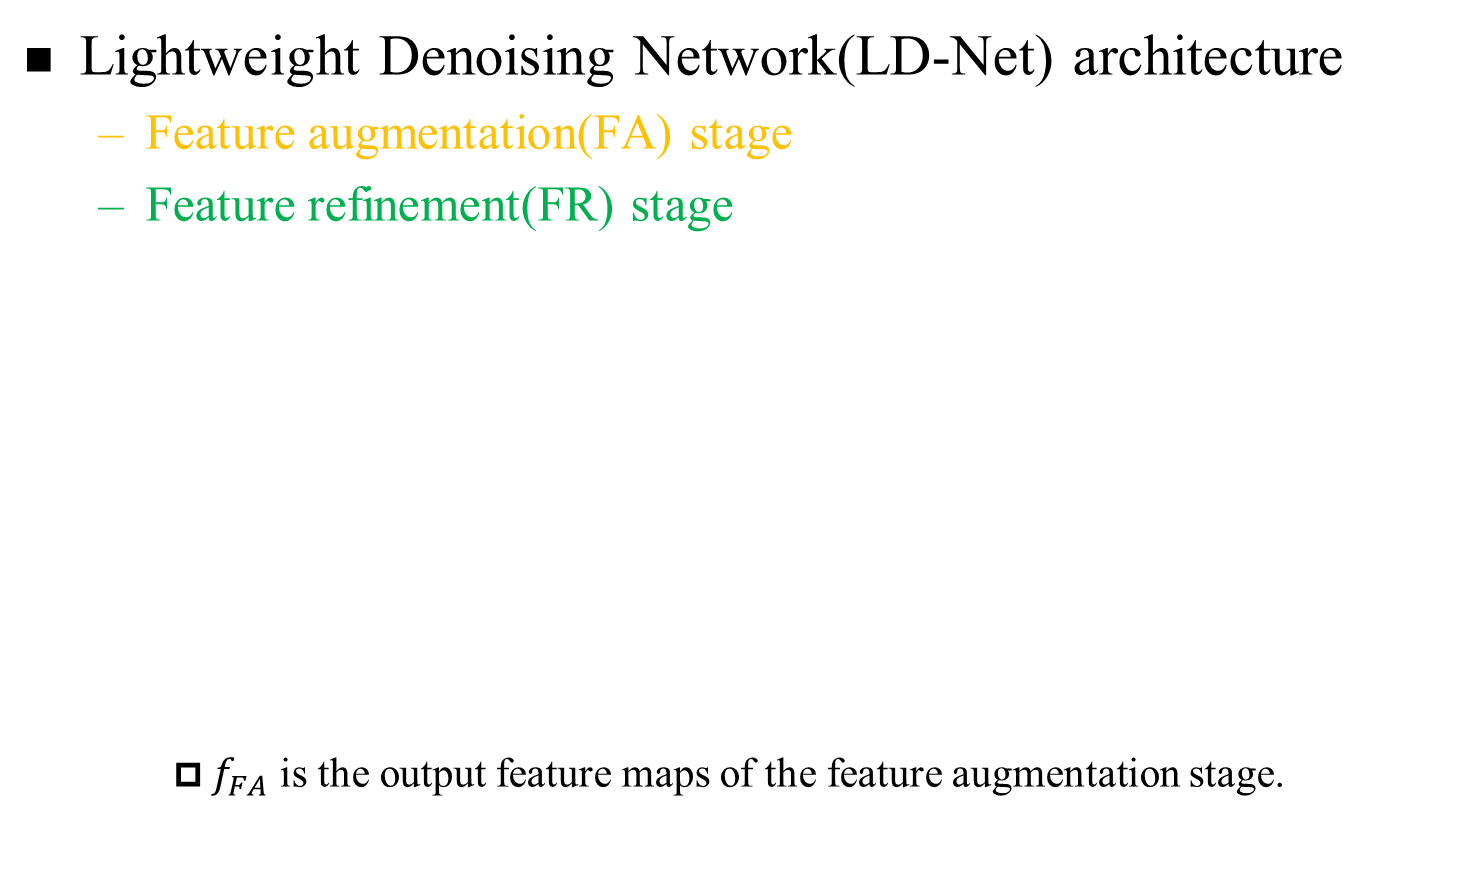 ■ Lightweight Denoising Network(LD-Net) architecture
– Feature augmentation(FA) stage
– Feature refinement(FR) stage
□ f_FA is the output feature maps of the feature augmentation stage.